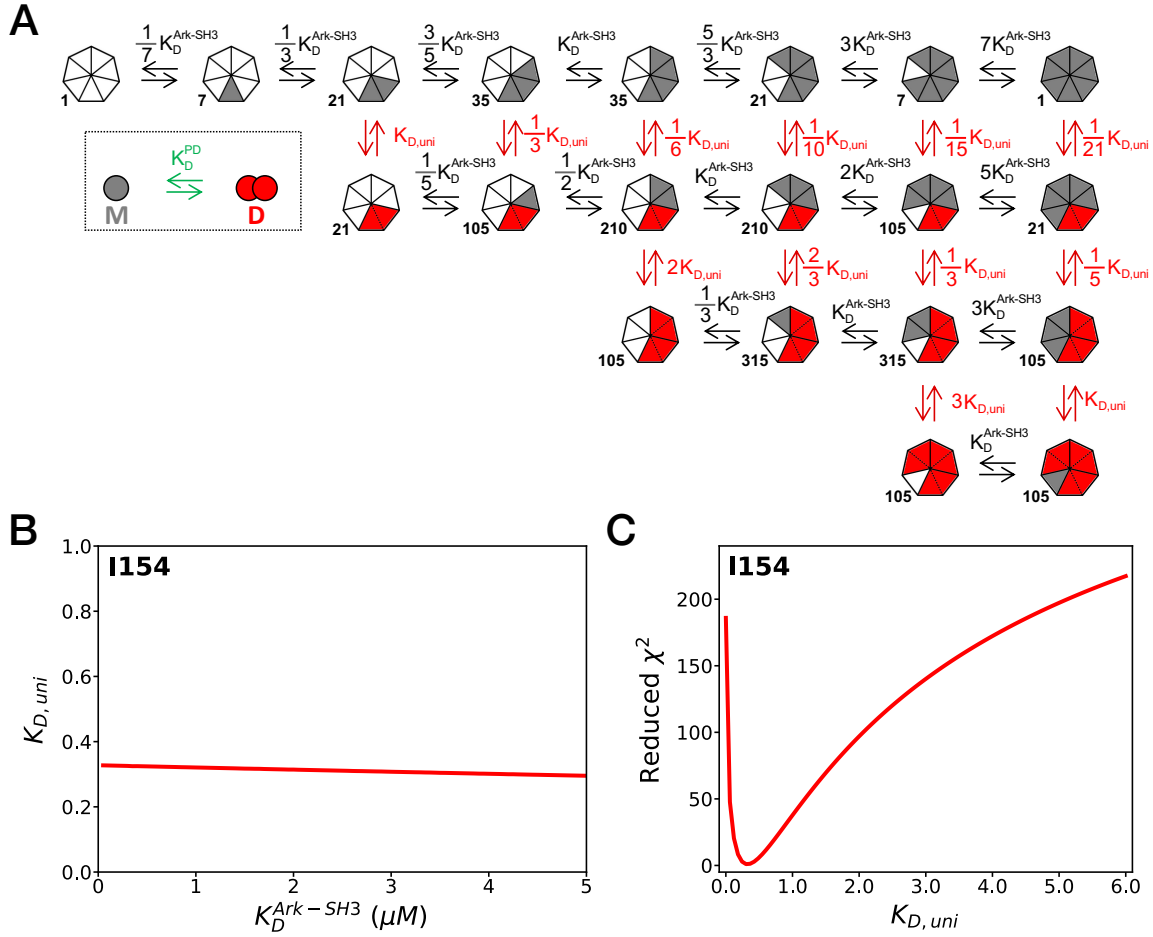 A
1/7 K_D^Ark-SH3 1/3 K_D^Ark-SH3 3/5 K_D^Ark-SH3 K_D^Ark-SH3 5/3 K_D^Ark-SH3 3K_D^Ark-SH3 7K_D^Ark-SH3
1 7 21 35 35 21 7 1
K_D,uni 1/3 K_D,uni 1/6 K_D,uni 1/10 K_D,uni 1/15 K_D,uni 1/21 K_D,uni
K_D^PD
M D
1/5 K_D^Ark-SH3 1/2 K_D^Ark-SH3 K_D^Ark-SH3 2K_D^Ark-SH3 5K_D^Ark-SH3
21 105 210 210 105 21
2K_D,uni 2/3 K_D,uni 1/3 K_D,uni 1/5 K_D,uni
1/3 K_D^Ark-SH3 K_D^Ark-SH3 3K_D^Ark-SH3
105 315 315 105
3K_D,uni K_D,uni
K_D^Ark-SH3
105 105
B
I154
K_D,uni
1.0
0.8
0.6
0.4
0.2
0.0
0 1 2 3 4 5
K_D^Ark-SH3 (μM)
C
I154
Reduced χ²
200
150
100
50
0
0.0 1.0 2.0 3.0 4.0 5.0 6.0
K_D,uni